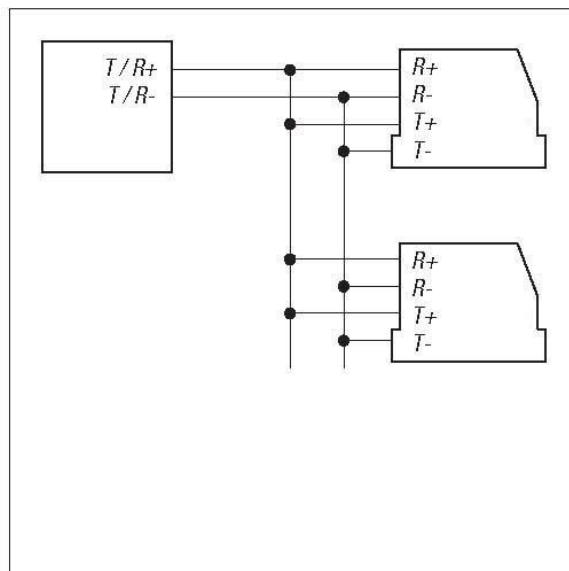 T/R+
T/R-
R+
R-
T+
T-
R+
R-
T+
T-